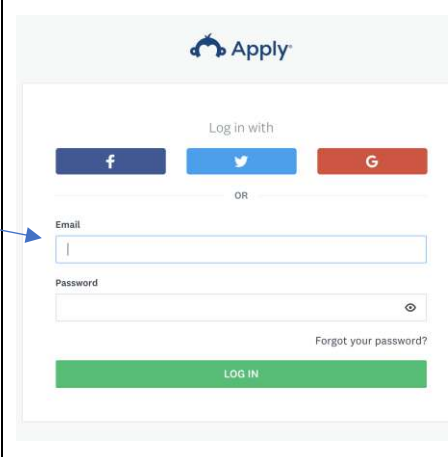 Apply
Log in with
f G
OR
Email
Password
Forgot your password?
LOG IN